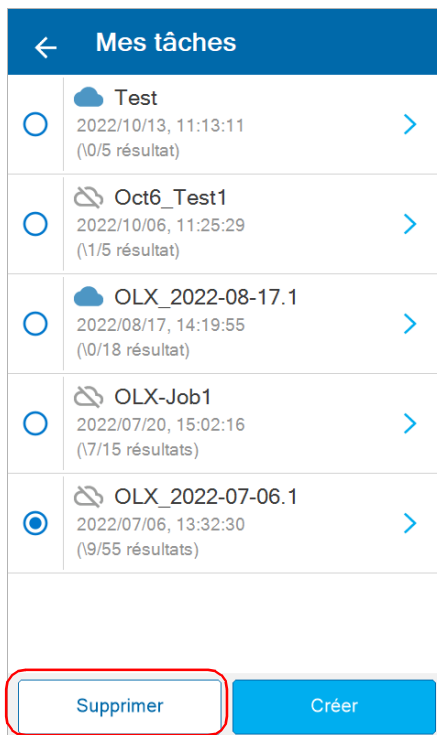 Mes tâches
Test
2022/10/13, 11:13:11
(\0/5 résultat)
Oct6_Test1
2022/10/06, 11:25:29
(\1/5 résultat)
OLX_2022-08-17.1
2022/08/17, 14:19:55
(\0/18 résultat)
OLX-Job1
2022/07/20, 15:02:16
(\7/15 résultats)
OLX_2022-07-06.1
2022/07/06, 13:32:30
(\9/55 résultats)
Supprimer
Créer